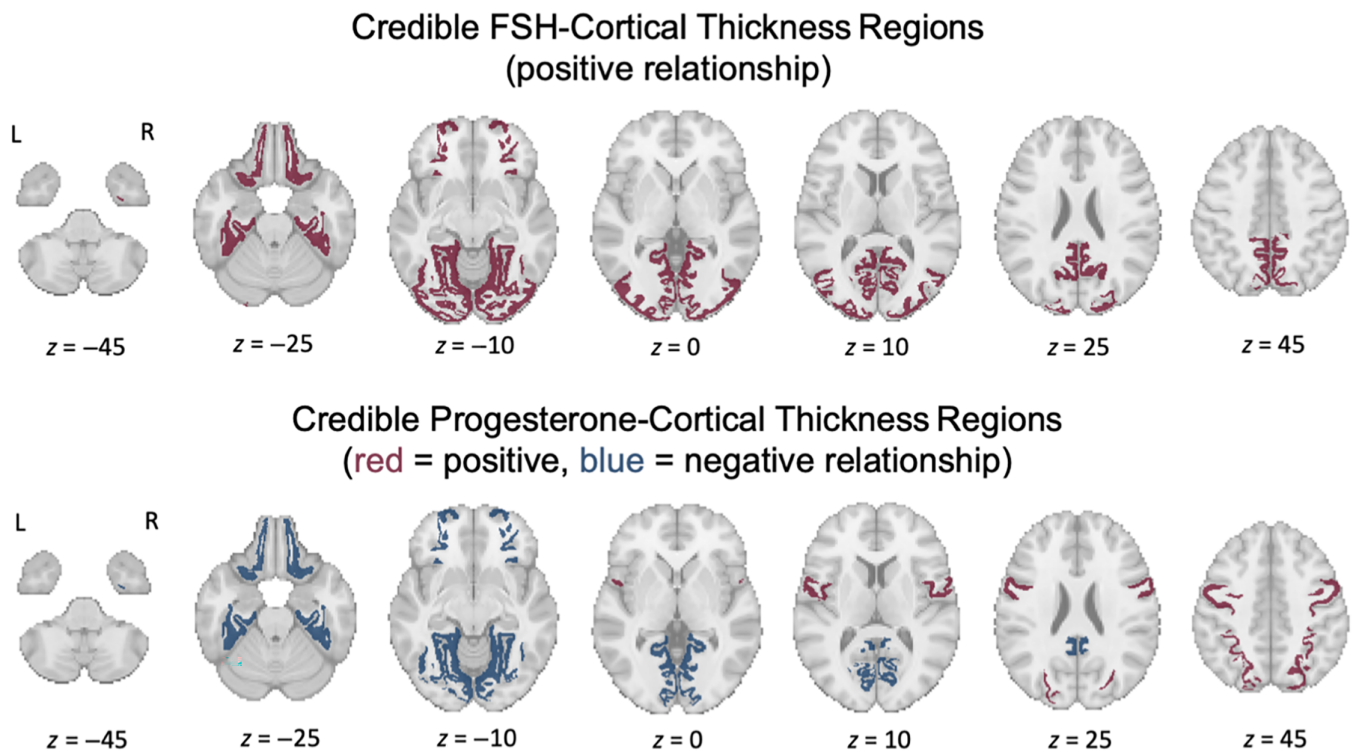 Credible FSH-Cortical Thickness Regions
(positive relationship)
L R
z = –45 z = –25 z = –10 z = 0 z = 10 z = 25 z = 45
Credible Progesterone-Cortical Thickness Regions
(red = positive, blue = negative relationship)
L R
z = –45 z = –25 z = –10 z = 0 z = 10 z = 25 z = 45